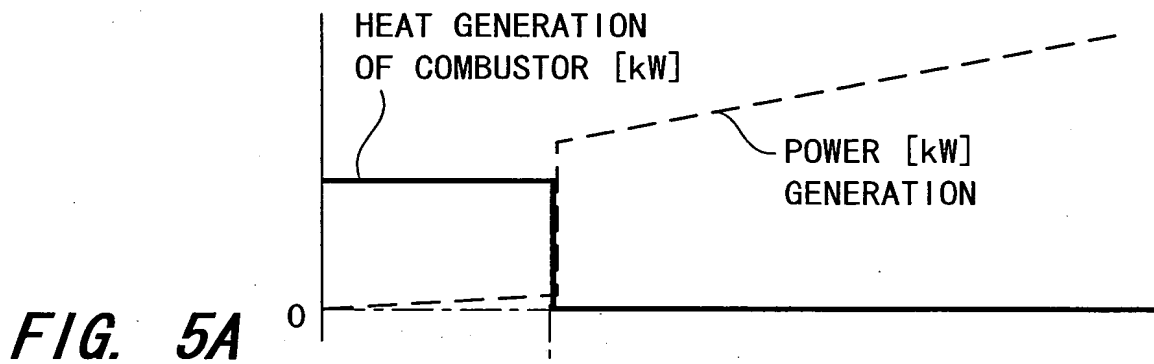 HEAT GENERATION
OF COMBUSTOR [kW]
POWER [kW]
GENERATION
0
FIG. 5A